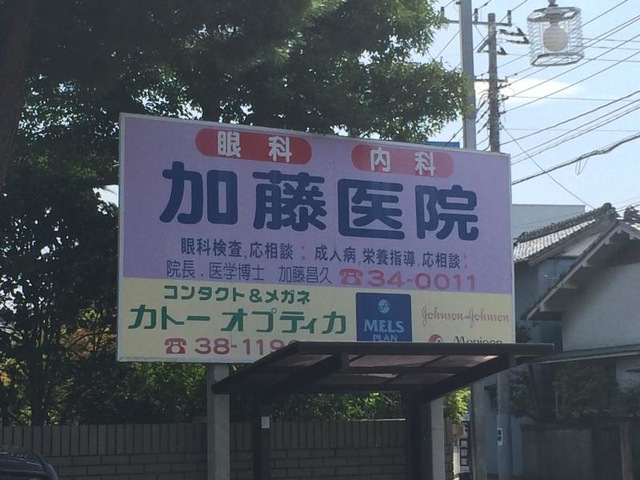 眼科 内科
加藤医院
眼科検査,応相談: 成人病,栄養指導,応相談:
院長.医学博士 加藤昌久 ☎34-0011
コンタクト&メガネ
カトー オプティカ
☎38-119
MELS
PLAN
Johnson & Johnson
Menicon